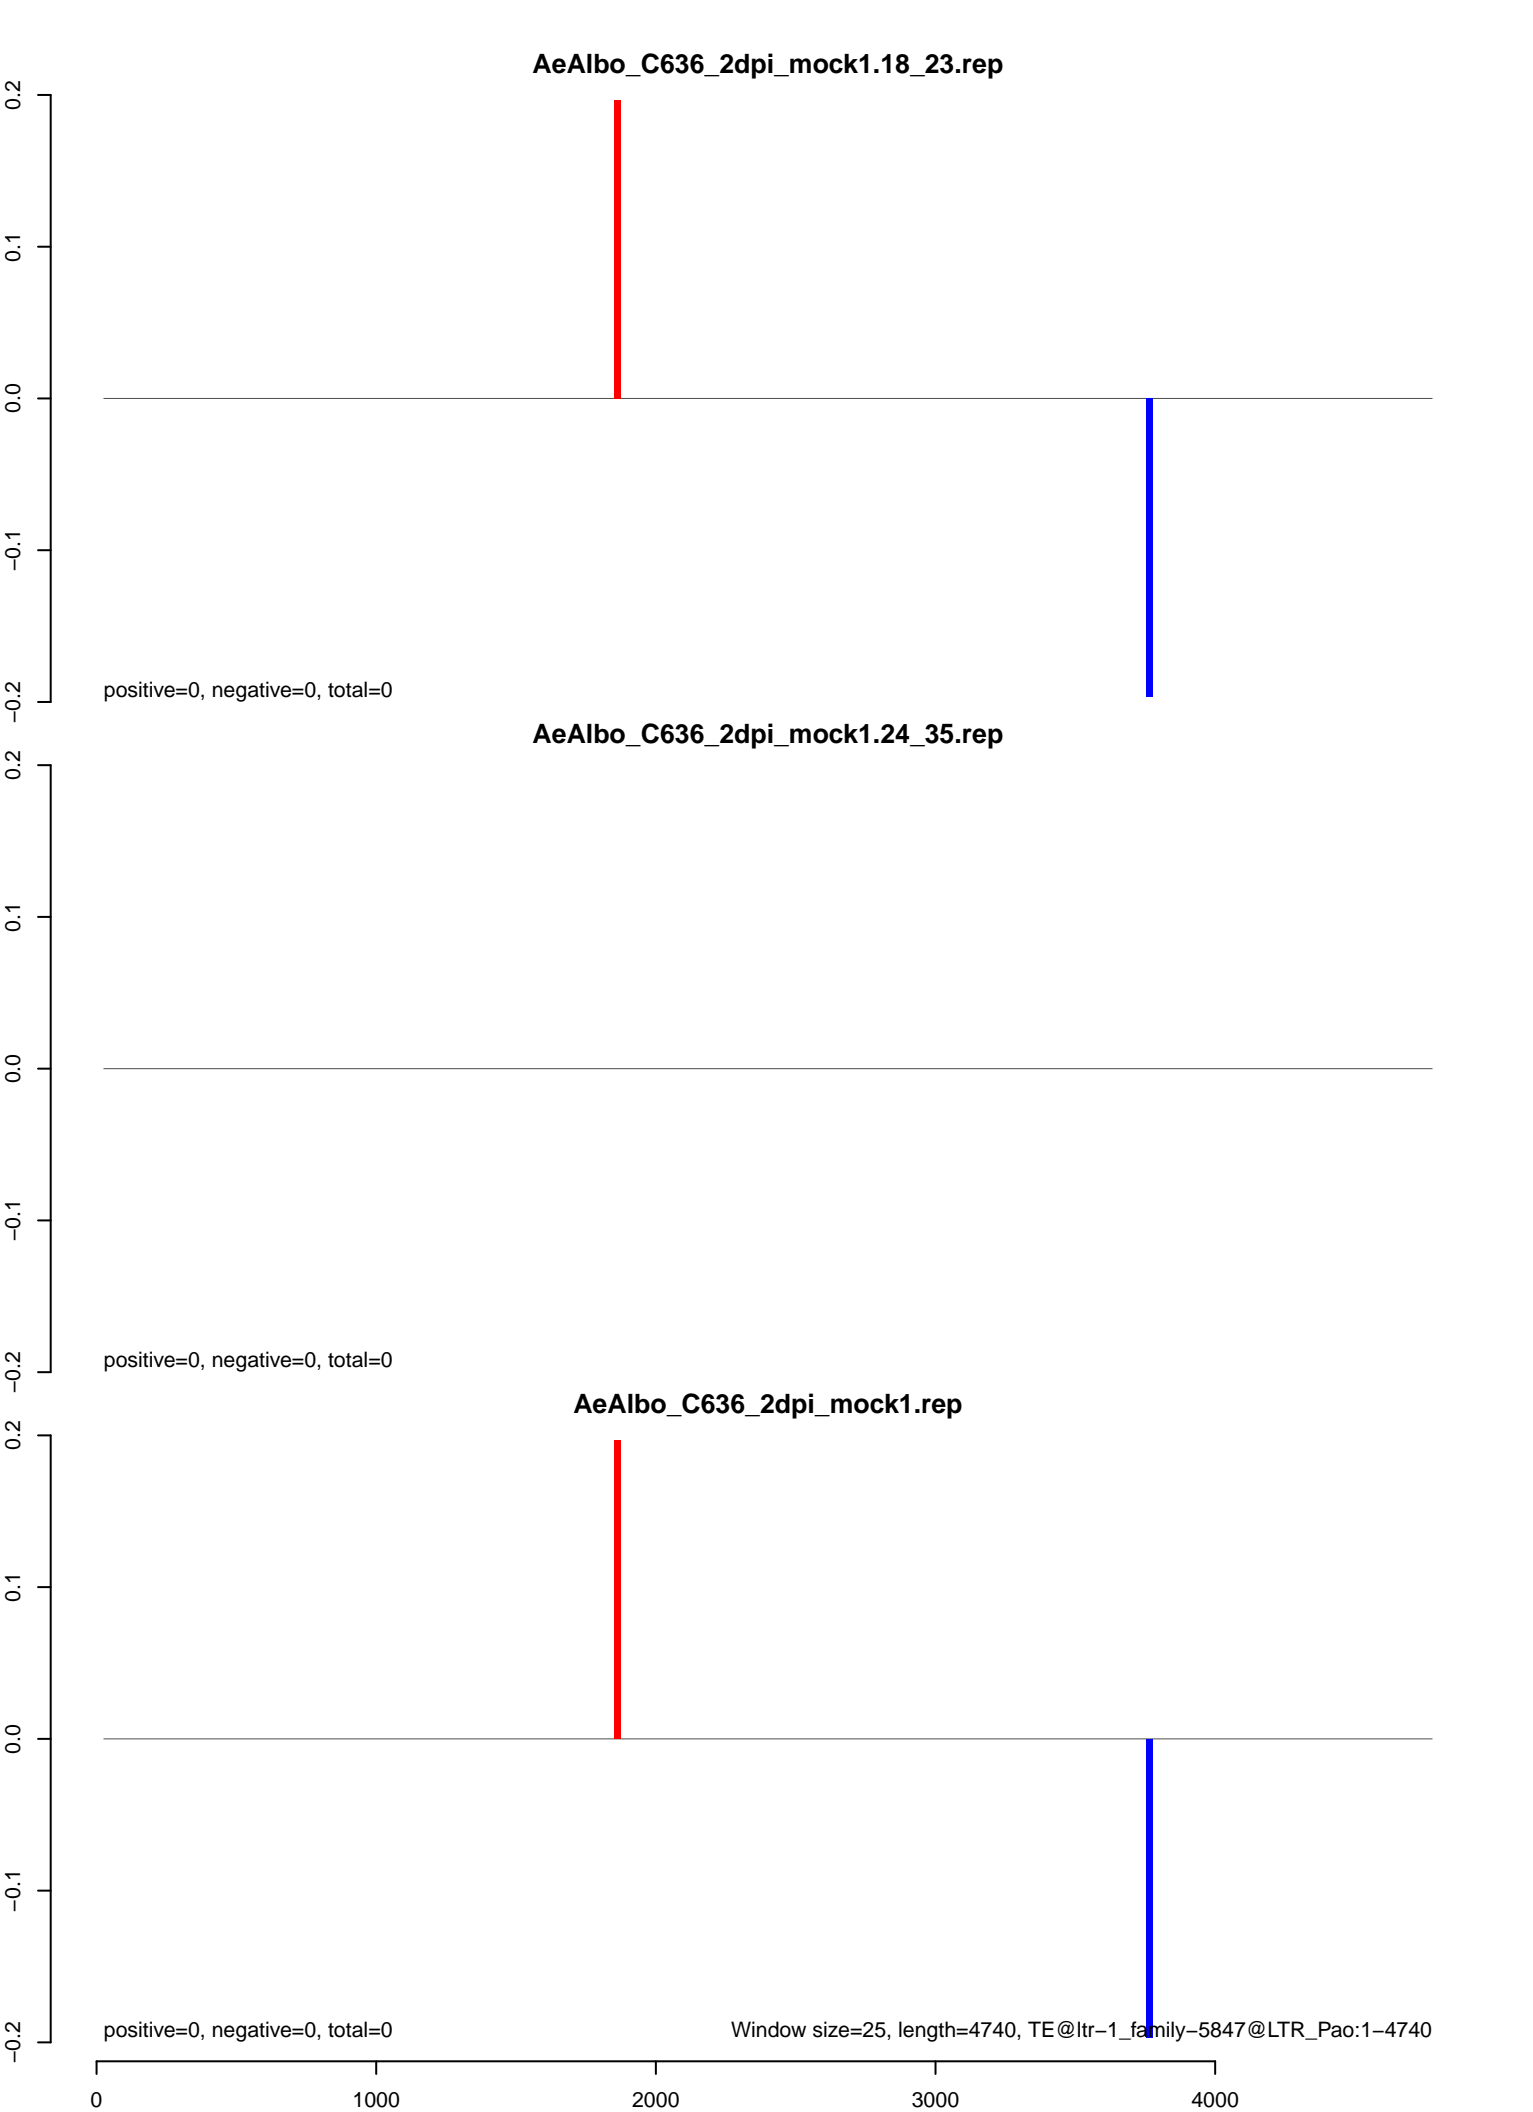 AeAlbo_C636_2dpi_mock1.18_23.rep
0.2
0.1
0.0
−0.1
−0.2
positive=0, negative=0, total=0
AeAlbo_C636_2dpi_mock1.24_35.rep
0.2
0.1
0.0
−0.1
−0.2
positive=0, negative=0, total=0
AeAlbo_C636_2dpi_mock1.rep
0.2
0.1
0.0
−0.1
−0.2
positive=0, negative=0, total=0
Window size=25, length=4740, TE@ltr−1_family−5847@LTR_Pao:1−4740
0 1000 2000 3000 4000